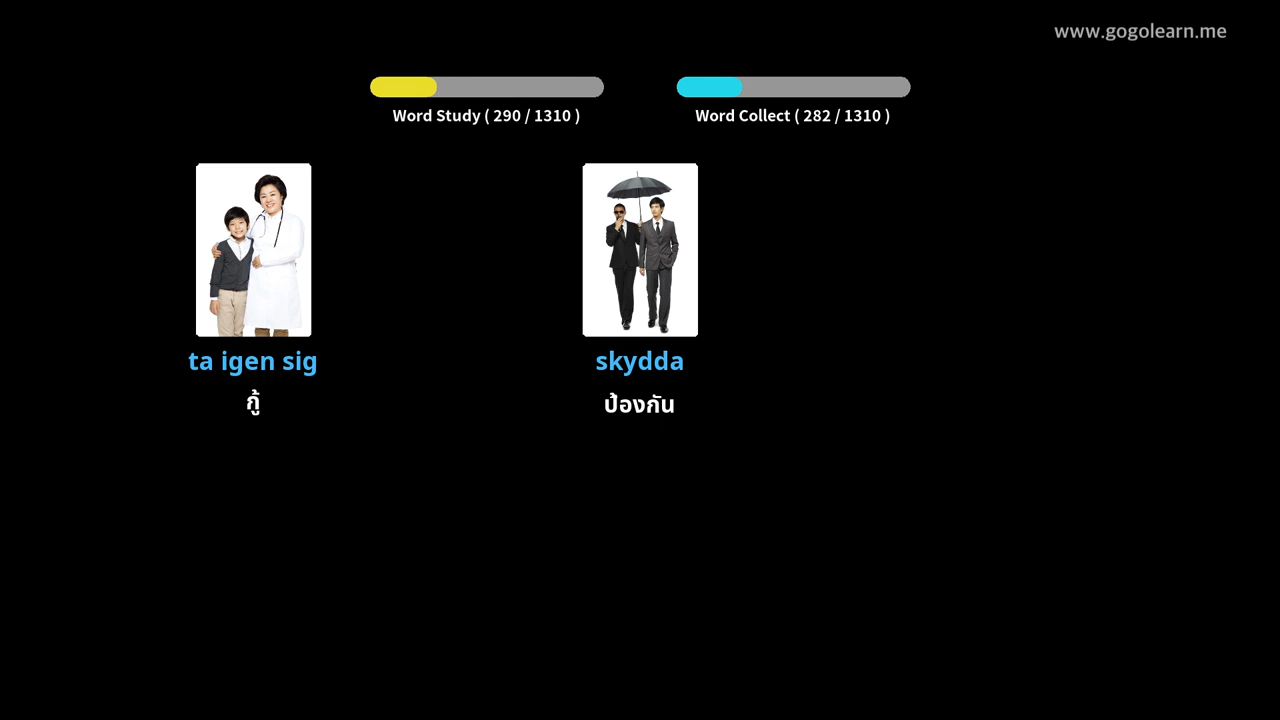 www.gogolearn.me
Word Study ( 290 / 1310 )
Word Collect ( 282 / 1310 )
ta igen sig
กู้
skydda
ป้องกัน